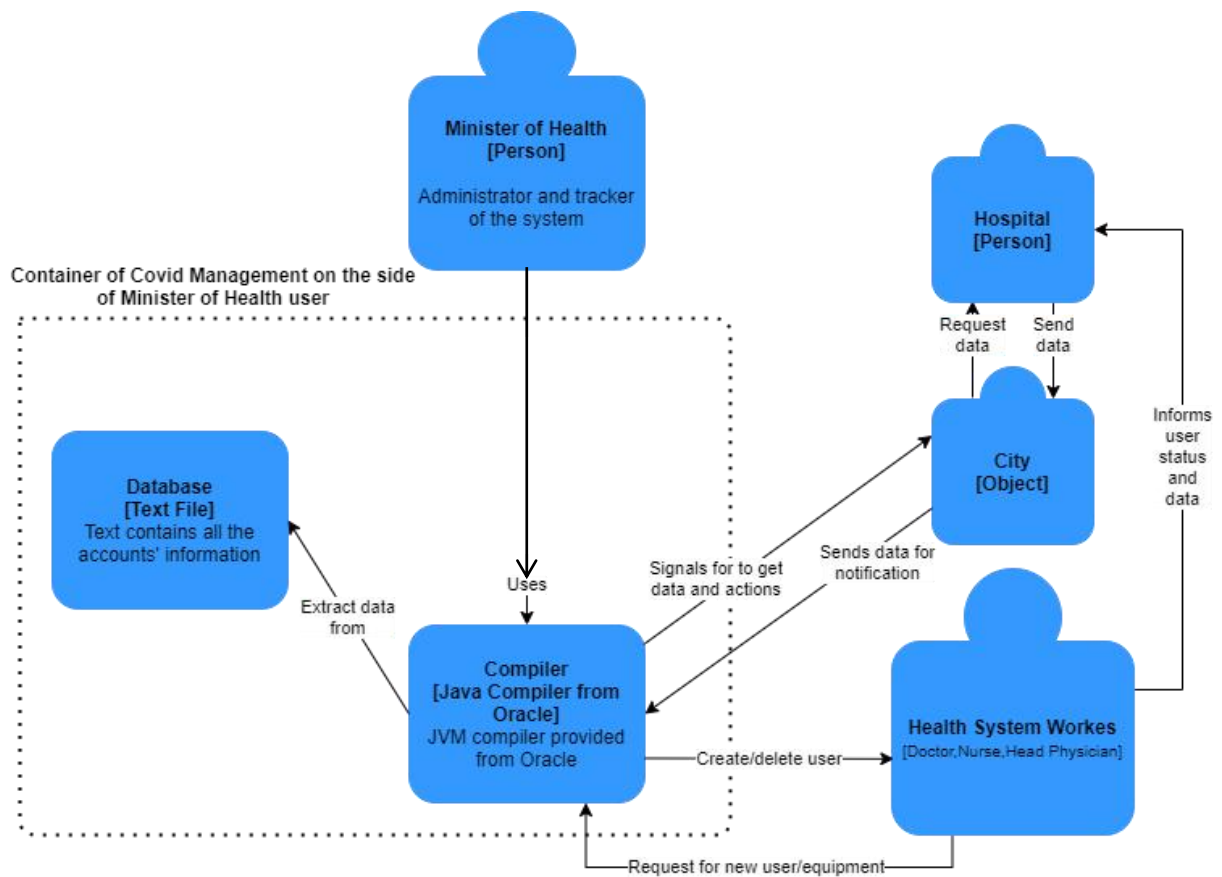 Minister of Health
[Person]
Administrator and tracker
of the system
Hospital
[Person]
Container of Covid Management on the side
of Minister of Health user
Request
data
Send
data
Informs
user
status
and
data
City
[Object]
Database
[Text File]
Text contains all the
accounts' information
Uses
Signals for to get
data and actions
Sends data for
notification
Extract data
from
Compiler
[Java Compiler from
Oracle]
JVM compiler provided
from Oracle
Create/delete user
Health System Workes
[Doctor,Nurse,Head Physician]
Request for new user/equipment